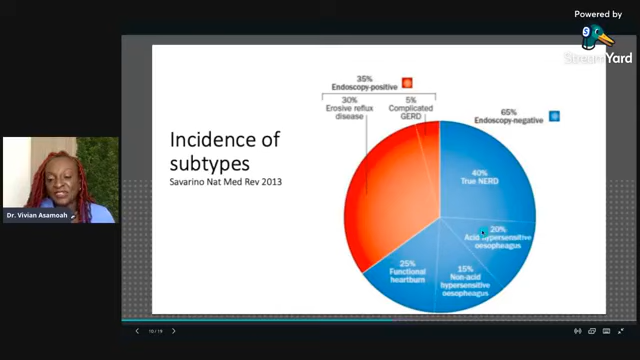 Powered by
S
StreamYard
35%
Endoscopy-positive
30%
Erosive reflux
disease
5%
Complicated
GERD
65%
Endoscopy-negative
Incidence of
subtypes
Savarino Nat Med Rev 2013
40%
True NERD
20%
Acid hypersensitive
oesophageus
15%
Non-acid
hypersensitive
oesophageus
25%
Functional
heartburn
Dr. Vivian Asamoah
10 / 19